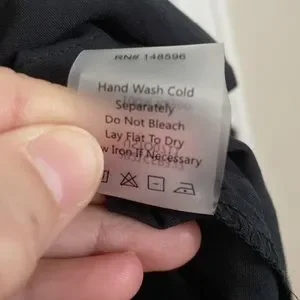 RN# 148596
Hand Wash Cold
Separately
Do Not Bleach
Lay Flat To Dry
Iron If Necessary